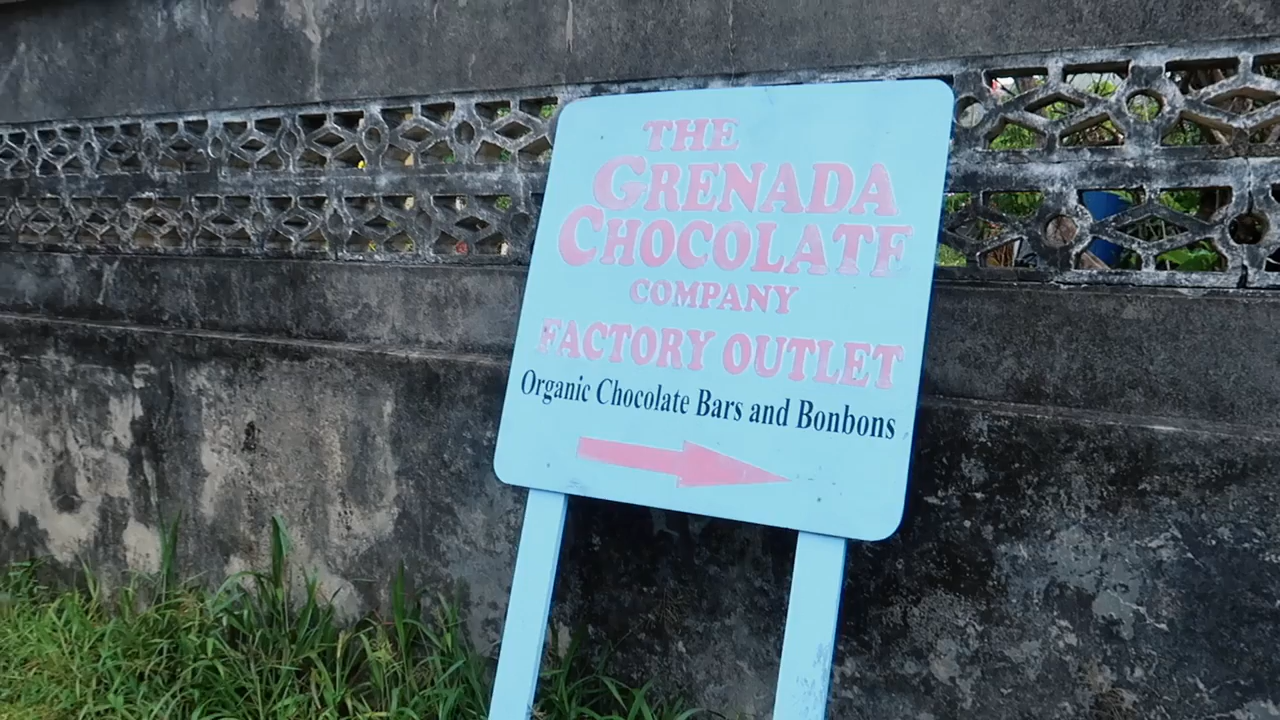 THE
GRENADA
CHOCOLATE
COMPANY
FACTORY OUTLET
Organic Chocolate Bars and Bonbons